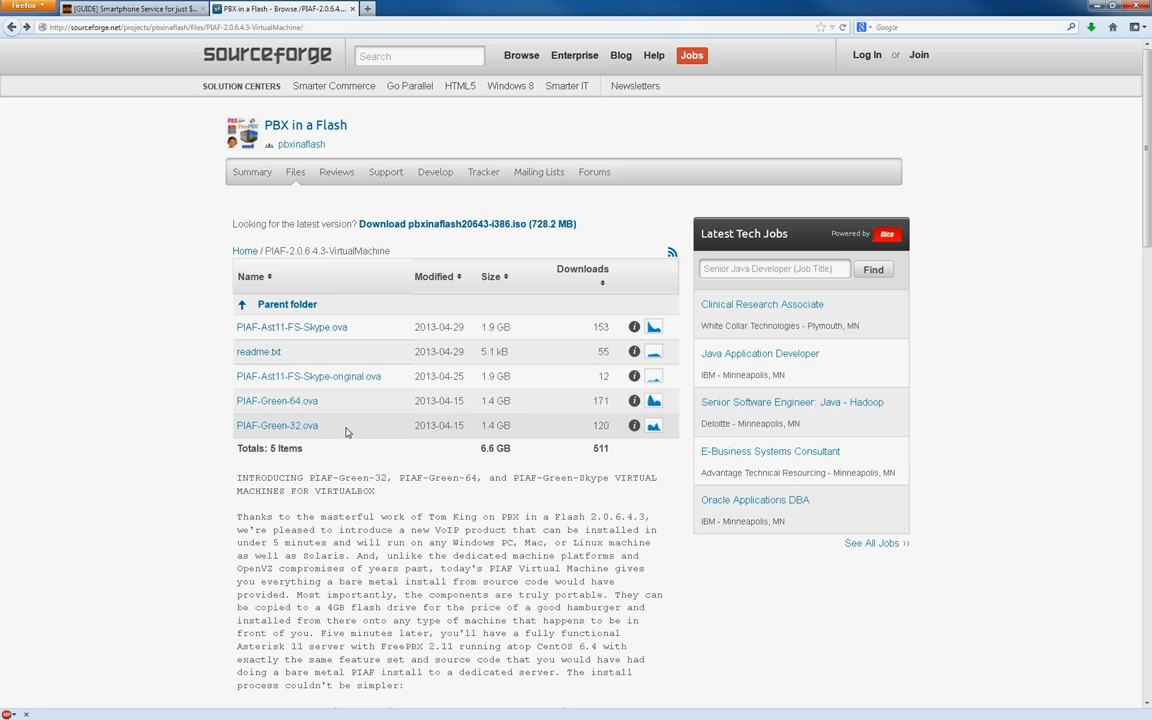 Firefox
[GUIDE] Smartphone Service for just $...
PBX in a Flash - Browse /PIAF-2.0.6.4....
http://sourceforge.net/projects/pbxinaflash/files/PIAF-2.0.6.4.3-VirtualMachine/
Google
sourceforge
Search
Browse Enterprise Blog Help Jobs
Log In or Join
SOLUTION CENTERS Smarter Commerce Go Parallel HTML5 Windows 8 Smarter IT Newsletters
PBX in a Flash
pbxinaflash
Summary Files Reviews Support Develop Tracker Mailing Lists Forums
Looking for the latest version? Download pbxinaflash20643-i386.iso (728.2 MB)
Home / PIAF-2.0.6.4.3-VirtualMachine
Name Modified Size Downloads
Parent folder
PIAF-Ast11-FS-Skype.ova 2013-04-29 1.9 GB 153
readme.txt 2013-04-29 5.1 kB 55
PIAF-Ast11-FS-Skype-original.ova 2013-04-25 1.9 GB 12
PIAF-Green-64.ova 2013-04-15 1.4 GB 171
PIAF-Green-32.ova 2013-04-15 1.4 GB 120
Totals: 5 Items 6.6 GB 511
INTRODUCING PIAF-Green-32, PIAF-Green-64, and PIAF-Green-Skype VIRTUAL
MACHINES FOR VIRTUALBOX
Thanks to the masterful work of Tom King on PBX in a Flash 2.0.6.4.3,
we're pleased to introduce a new VoIP product that can be installed in
under 5 minutes and will run on any Windows PC, Mac, or Linux machine
as well as Solaris. And, unlike the dedicated machine platforms and
OpenVZ compromises of years past, today's PIAF Virtual Machine gives
you everything a bare metal install from source code would have
provided. Most importantly, the components are truly portable. They can
be copied to a 4GB flash drive for the price of a good hamburger and
installed from there onto any type of machine that happens to be in
front of you. Five minutes later, you'll have a fully functional
Asterisk 11 server with FreePBX 2.11 running atop CentOS 6.4 with
exactly the same feature set and source code that you would have had
doing a bare metal PIAF install to a dedicated server. The install
process couldn't be simpler:
Latest Tech Jobs
Powered by Dice
Senior Java Developer (Job Title)
Find
Clinical Research Associate
White Collar Technologies - Plymouth, MN
Java Application Developer
IBM - Minneapolis, MN
Senior Software Engineer: Java - Hadoop
Deloitte - Minneapolis, MN
E-Business Systems Consultant
Advantage Technical Resourcing - Minneapolis, MN
Oracle Applications DBA
IBM - Minneapolis, MN
See All Jobs ››